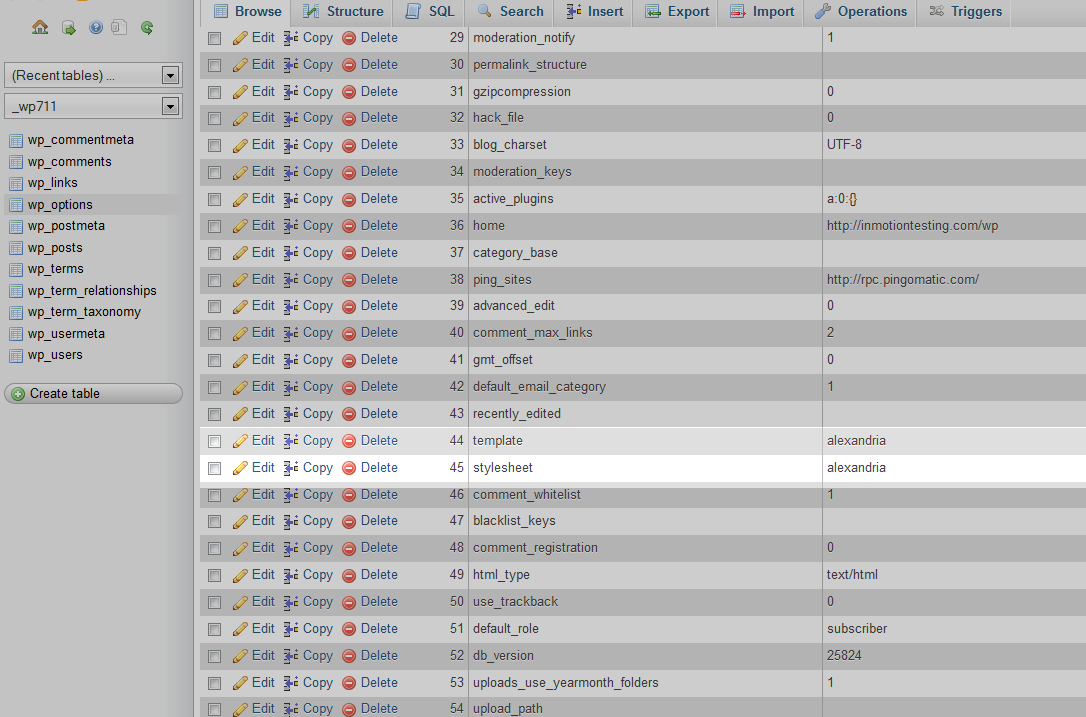 Browse Structure SQL Search Insert Export Import Operations Triggers
(Recent tables) ...
_wp711
wp_commentmeta
wp_comments
wp_links
wp_options
wp_postmeta
wp_posts
wp_terms
wp_term_relationships
wp_term_taxonomy
wp_usermeta
wp_users
Create table
Edit Copy Delete 29 moderation_notify 1
Edit Copy Delete 30 permalink_structure
Edit Copy Delete 31 gzipcompression 0
Edit Copy Delete 32 hack_file 0
Edit Copy Delete 33 blog_charset UTF-8
Edit Copy Delete 34 moderation_keys
Edit Copy Delete 35 active_plugins a:0:{}
Edit Copy Delete 36 home http://inmotiontesting.com/wp
Edit Copy Delete 37 category_base
Edit Copy Delete 38 ping_sites http://rpc.pingomatic.com/
Edit Copy Delete 39 advanced_edit 0
Edit Copy Delete 40 comment_max_links 2
Edit Copy Delete 41 gmt_offset 0
Edit Copy Delete 42 default_email_category 1
Edit Copy Delete 43 recently_edited
Edit Copy Delete 44 template alexandria
Edit Copy Delete 45 stylesheet alexandria
Edit Copy Delete 46 comment_whitelist 1
Edit Copy Delete 47 blacklist_keys
Edit Copy Delete 48 comment_registration 0
Edit Copy Delete 49 html_type text/html
Edit Copy Delete 50 use_trackback 0
Edit Copy Delete 51 default_role subscriber
Edit Copy Delete 52 db_version 25824
Edit Copy Delete 53 uploads_use_yearmonth_folders 1
Edit Copy Delete 54 upload_path